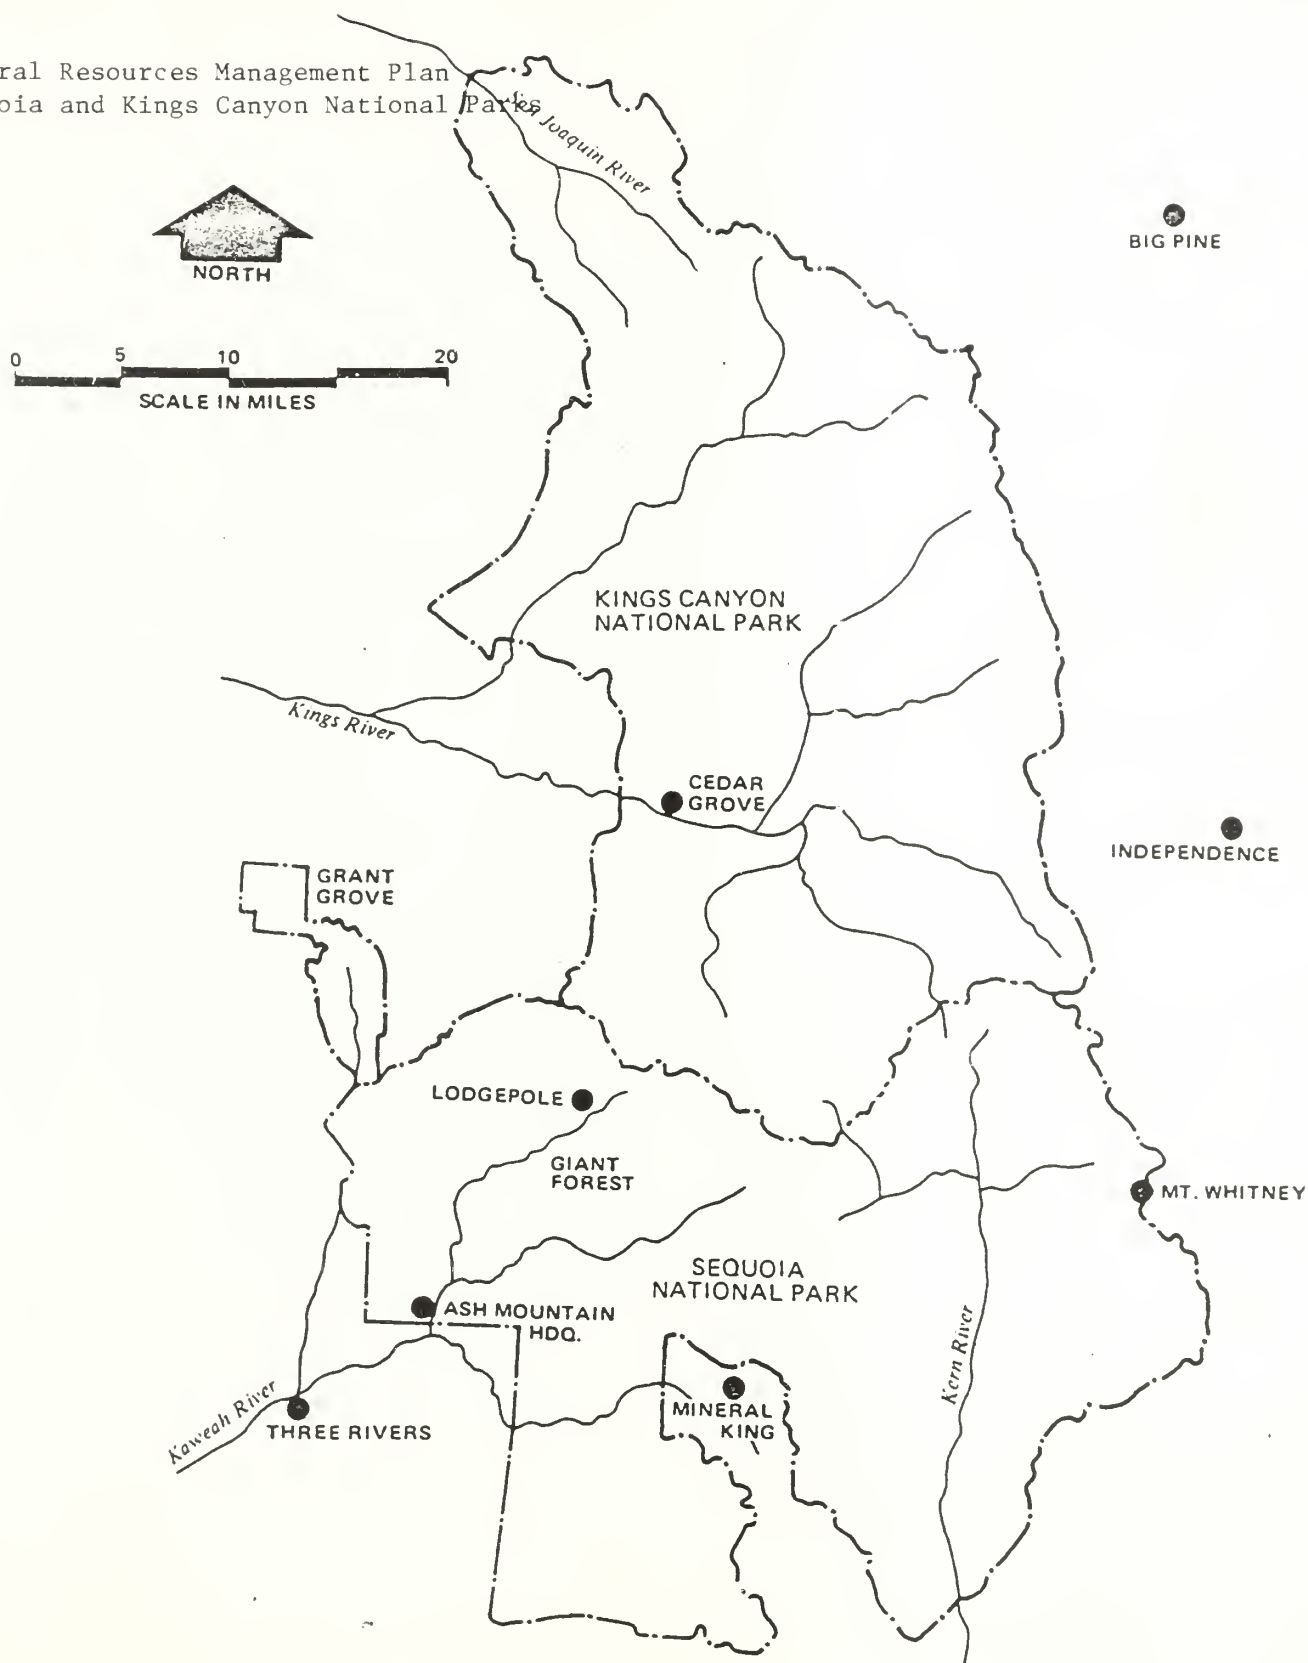 ral Resources Management Plan
oia and Kings Canyon National Parks
San Joaquin River
BIG PINE
NORTH
0 5 10 20
SCALE IN MILES
KINGS CANYON
NATIONAL PARK
Kings River
CEDAR
GROVE
INDEPENDENCE
GRANT
GROVE
LODGEPOLE
GIANT
FOREST
MT. WHITNEY
SEQUOIA
NATIONAL PARK
ASH MOUNTAIN
HDQ.
Kern River
MINERAL
KING
Kaweah River
THREE RIVERS